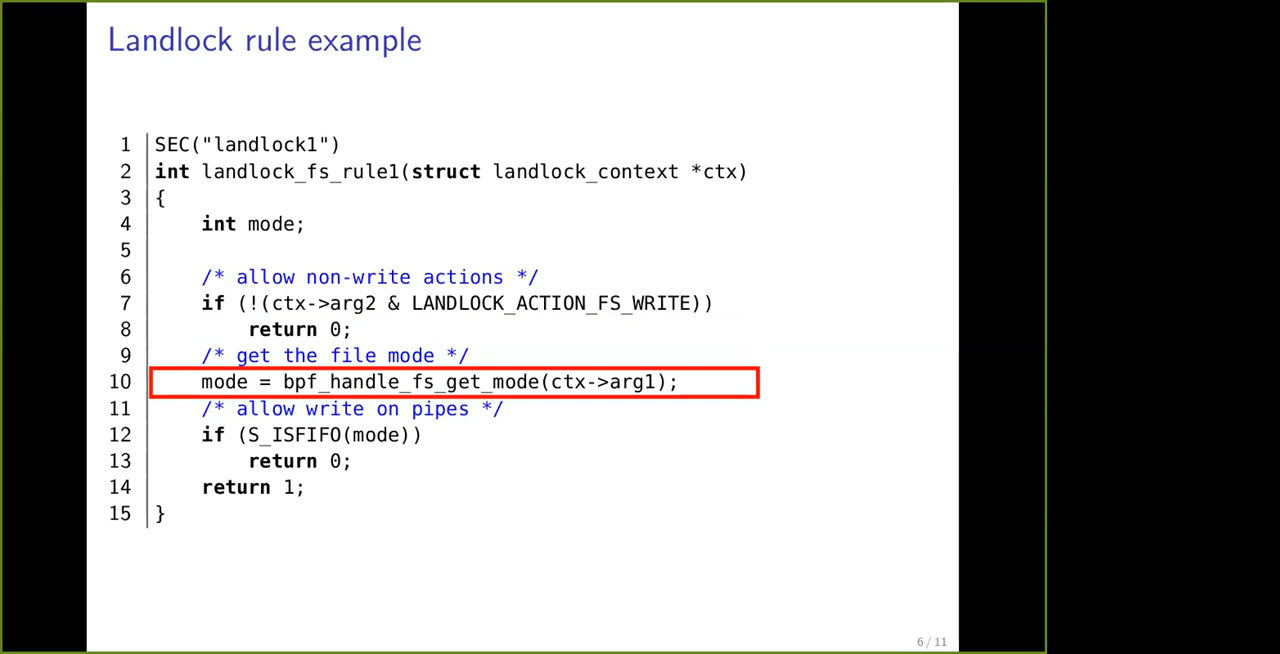 Landlock rule example
1 SEC("landlock1")
2 int landlock_fs_rule1(struct landlock_context *ctx)
3 {
4     int mode;
5
6     /* allow non-write actions */
7     if (!(ctx->arg2 & LANDLOCK_ACTION_FS_WRITE))
8         return 0;
9     /* get the file mode */
10     mode = bpf_handle_fs_get_mode(ctx->arg1);
11     /* allow write on pipes */
12     if (S_ISFIFO(mode))
13         return 0;
14     return 1;
15 }
6 / 11